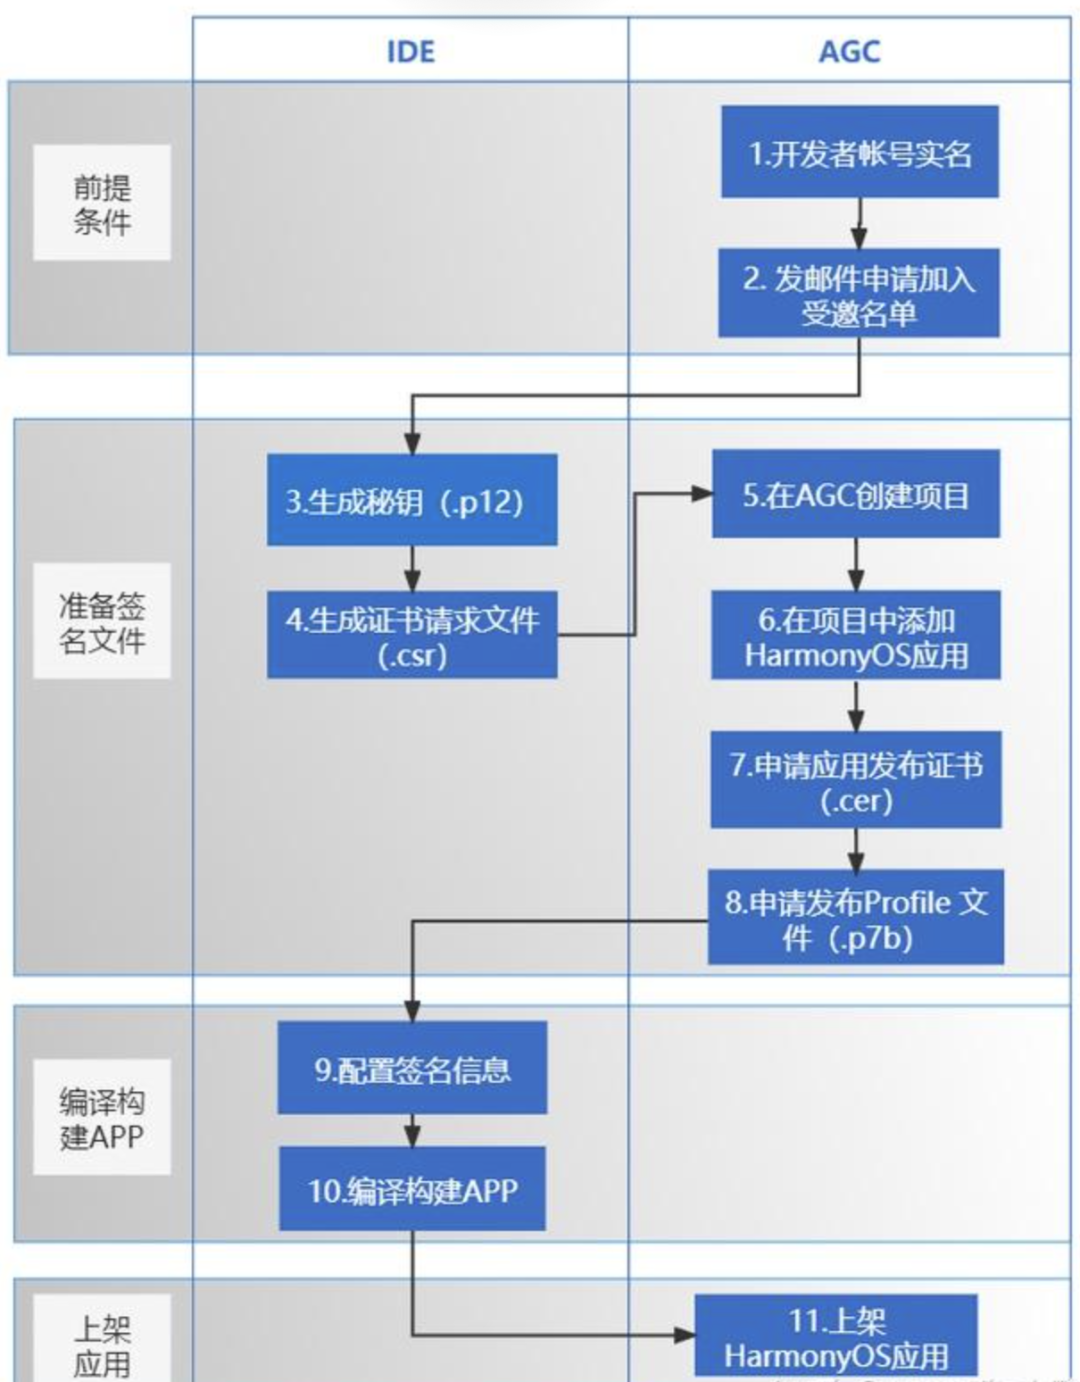 IDE
AGC
前提
条件
1.开发者帐号实名
2. 发邮件申请加入
受邀名单
准备签
名文件
3.生成秘钥（.p12）
4.生成证书请求文件
(.csr)
5.在AGC创建项目
6.在项目中添加
HarmonyOS应用
7.申请应用发布证书
(.cer)
8.申请发布Profile 文
件（.p7b）
编译构
建APP
9.配置签名信息
10.编译构建APP
上架
应用
11.上架
HarmonyOS应用